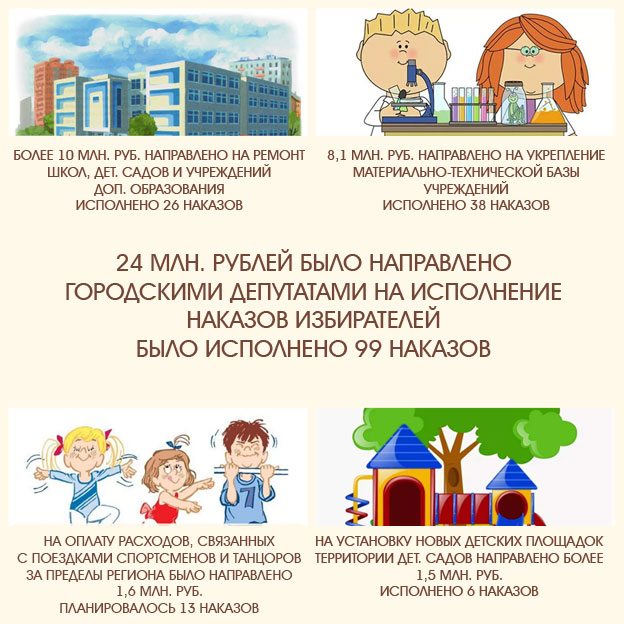 БОЛЕЕ 10 МЛН. РУБ. НАПРАВЛЕНО НА РЕМОНТ
ШКОЛ, ДЕТ. САДОВ И УЧРЕЖДЕНИЙ
ДОП. ОБРАЗОВАНИЯ
ИСПОЛНЕНО 26 НАКАЗОВ
8,1 МЛН. РУБ. НАПРАВЛЕНО НА УКРЕПЛЕНИЕ
МАТЕРИАЛЬНО-ТЕХНИЧЕСКОЙ БАЗЫ
УЧРЕЖДЕНИЙ
ИСПОЛНЕНО 38 НАКАЗОВ
24 МЛН. РУБЛЕЙ БЫЛО НАПРАВЛЕНО
ГОРОДСКИМИ ДЕПУТАТАМИ НА ИСПОЛНЕНИЕ
НАКАЗОВ ИЗБИРАТЕЛЕЙ
БЫЛО ИСПОЛНЕНО 99 НАКАЗОВ
7
НА ОПЛАТУ РАСХОДОВ, СВЯЗАННЫХ
С ПОЕЗДКАМИ СПОРТСМЕНОВ И ТАНЦОРОВ
ЗА ПРЕДЕЛЫ РЕГИОНА БЫЛО НАПРАВЛЕНО
1,6 МЛН. РУБ.
ПЛАНИРОВАЛОСЬ 13 НАКАЗОВ
НА УСТАНОВКУ НОВЫХ ДЕТСКИХ ПЛОЩАДОК
ТЕРРИТОРИИ ДЕТ. САДОВ НАПРАВЛЕНО БОЛЕЕ
1,5 МЛН. РУБ.
ИСПОЛНЕНО 6 НАКАЗОВ